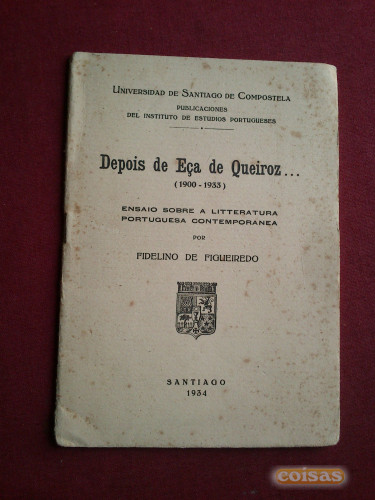 UNIVERSIDAD DE SANTIAGO DE COMPOSTELA
PUBLICACIONES
DEL INSTITUTO DE ESTUDIOS PORTUGUESES
Depois de Eça de Queiroz...
(1900-1933)
ENSAIO SOBRE A LITTERATURA
PORTUGUESA CONTEMPORÁNEA
POR
FIDELINO DE FIGUEIREDO
SANTIAGO
1934
coisas